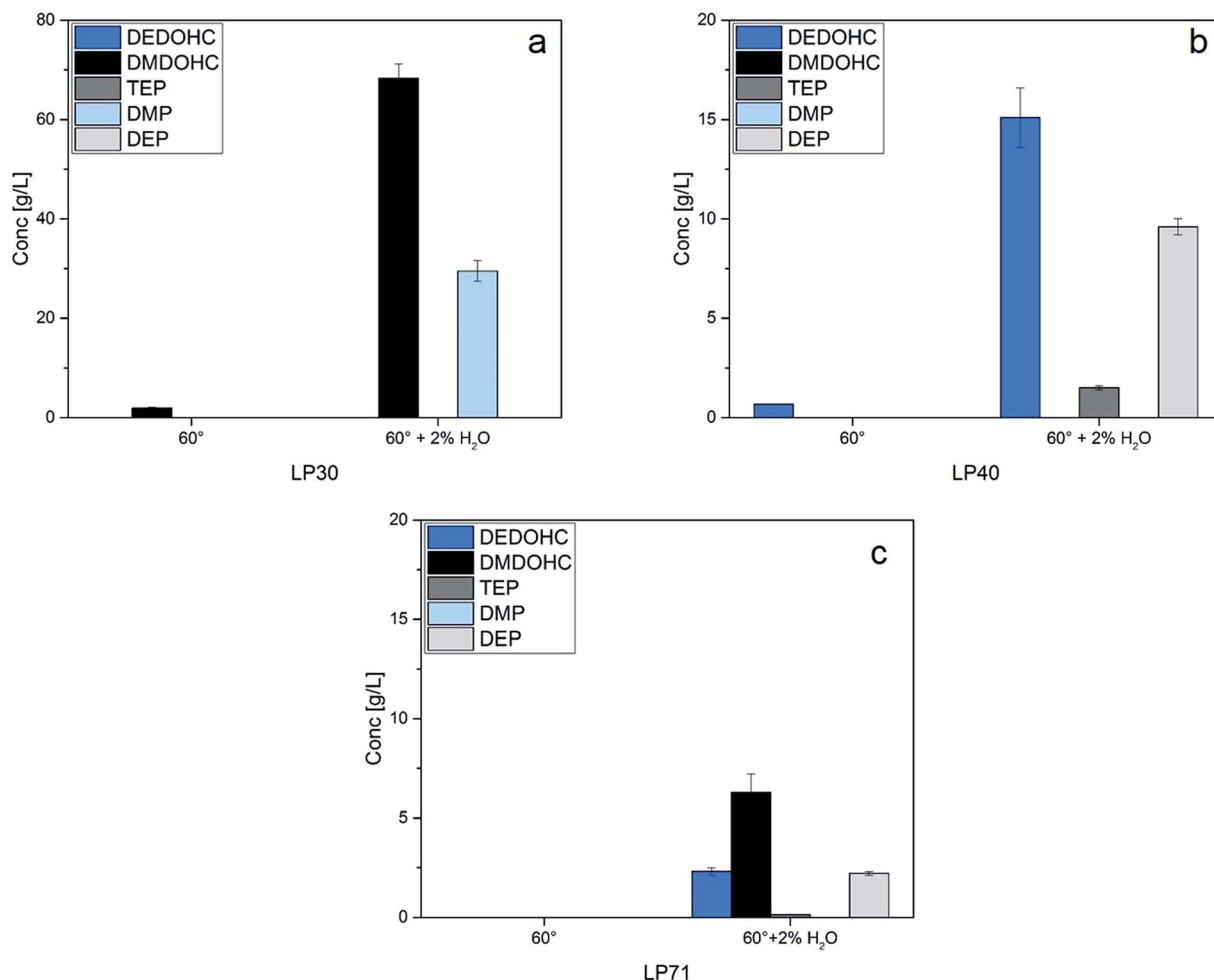 a
DEDOHC
DMDOHC
TEP
DMP
DEP
80
60
40
20
0
Conc [g/L]
60°
60° + 2% H₂O
LP30
b
DEDOHC
DMDOHC
TEP
DMP
DEP
20
15
10
5
0
Conc [g/L]
60°
60° + 2% H₂O
LP40
c
DEDOHC
DMDOHC
TEP
DMP
DEP
20
15
10
5
0
Conc [g/L]
60°
60°+2% H₂O
LP71